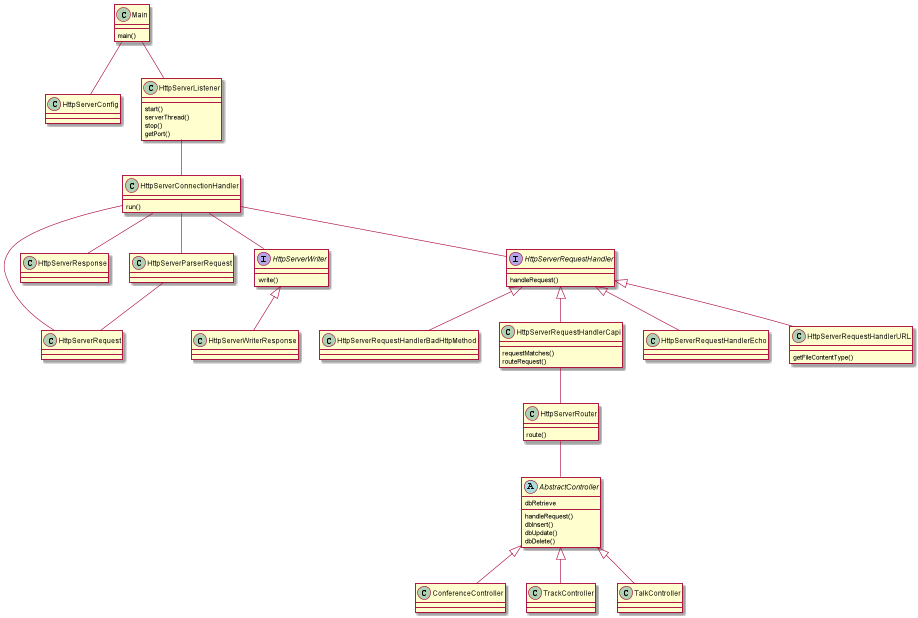 C Main
main()
C HttpServerConfig
C HttpServerListener
start()
serverThread()
stop()
getPort()
C HttpServerConnectionHandler
run()
C HttpServerResponse
C HttpServerParserRequest
I HttpServerWriter
write()
I HttpServerRequestHandler
handleRequest()
C HttpServerRequest
C HttpServerWriterResponse
C HttpServerRequestHandlerBadHttpMethod
C HttpServerRequestHandlerCapi
requestMatches()
routeRequest()
C HttpServerRequestHandlerEcho
C HttpServerRequestHandlerURL
getFileContentType()
C HttpServerRouter
route()
A AbstractController
dbRetrieve
handleRequest()
dbInsert()
dbUpdate()
dbDelete()
C ConferenceController
C TrackController
C TalkController